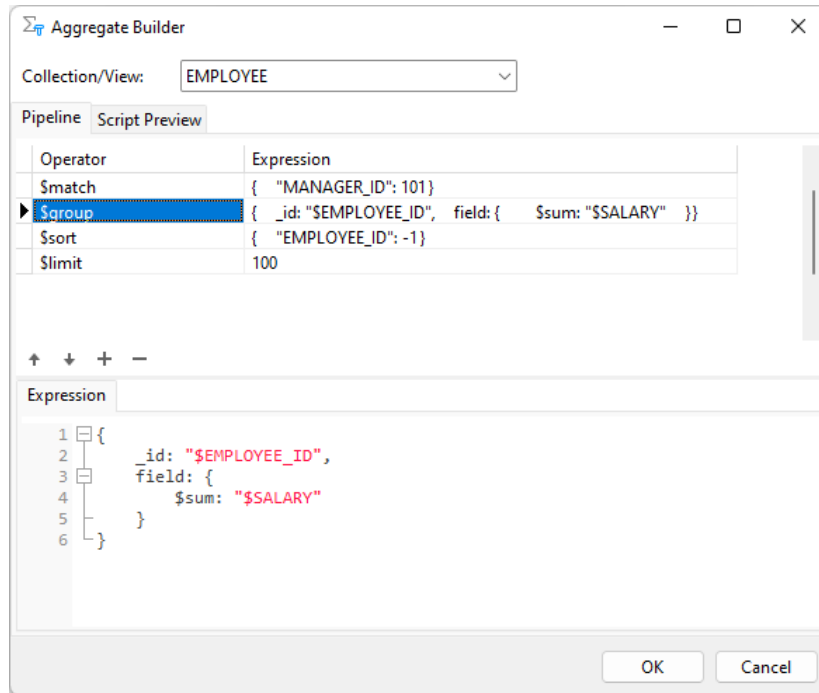 Aggregate Builder
Collection/View: EMPLOYEE
Pipeline Script Preview
Operator Expression
$match { "MANAGER_ID": 101}
$group { _id: "$EMPLOYEE_ID", field: { $sum: "$SALARY" }}
$sort { "EMPLOYEE_ID": -1}
$limit 100
Expression
1 {
2 _id: "$EMPLOYEE_ID",
3 field: {
4 $sum: "$SALARY"
5 }
6 }
OK Cancel